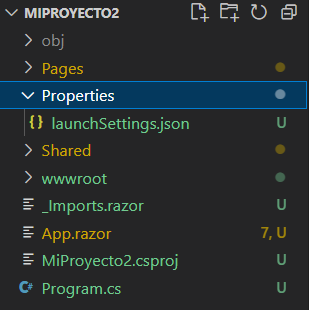 MIPROYECTO2
obj
Pages
Properties
{} launchSettings.json U
Shared
wwwroot
_Imports.razor U
App.razor 7, U
MiProyecto2.csproj U
C# Program.cs U